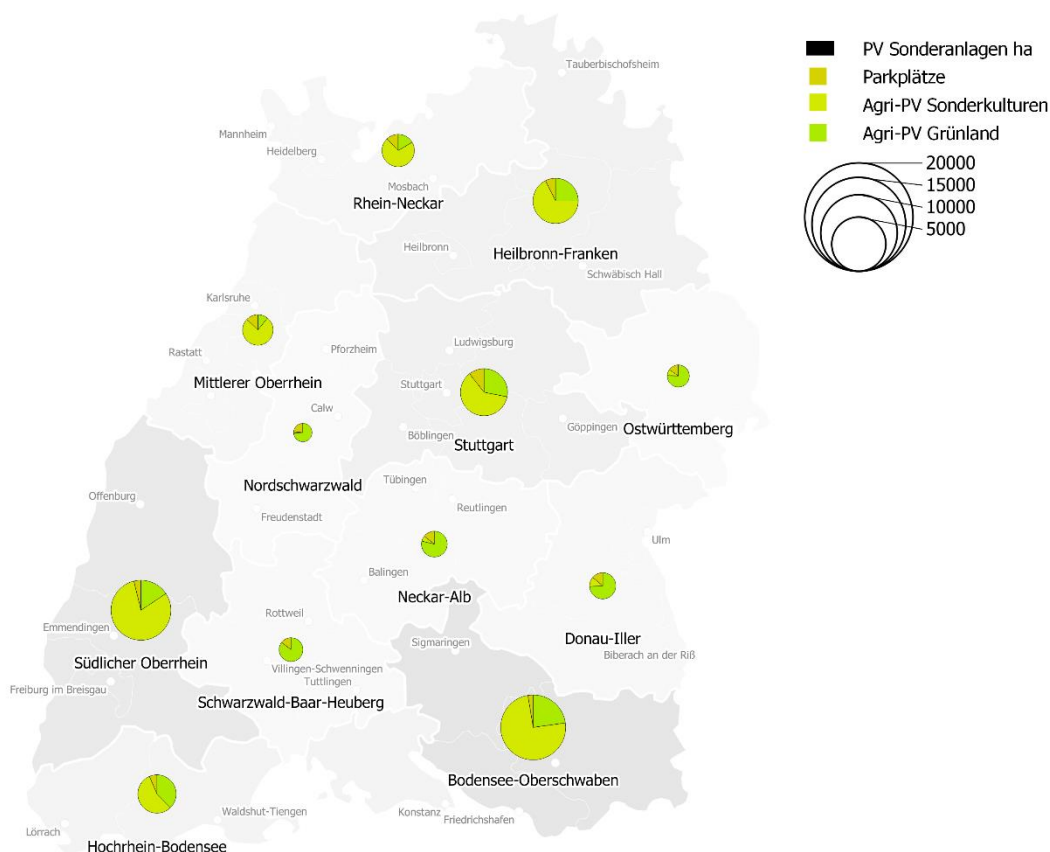 PV Sonderanlagen ha
Parkplätze
Agri-PV Sonderkulturen
Agri-PV Grünland
20000
15000
10000
5000
Tauberbischofsheim
Mannheim
Heidelberg
Mosbach
Rhein-Neckar
Heilbronn
Heilbronn-Franken
Schwäbisch Hall
Karlsruhe
Rastatt
Pforzheim
Ludwigsburg
Mittlerer Oberrhein
Stuttgart
Calw
Böblingen
Stuttgart
Göppingen
Ostwürttemberg
Nordschwarzwald
Tübingen
Offenburg
Freudenstadt
Reutlingen
Ulm
Balingen
Neckar-Alb
Rottweil
Emmendingen
Sigmaringen
Donau-Iller
Biberach an der Riß
Südlicher Oberrhein
Villingen-Schwenningen
Tuttlingen
Freiburg im Breisgau
Schwarzwald-Baar-Heuberg
Bodensee-Oberschwaben
Waldshut-Tiengen
Konstanz
Friedrichshafen
Lörrach
Hochrhein-Bodensee